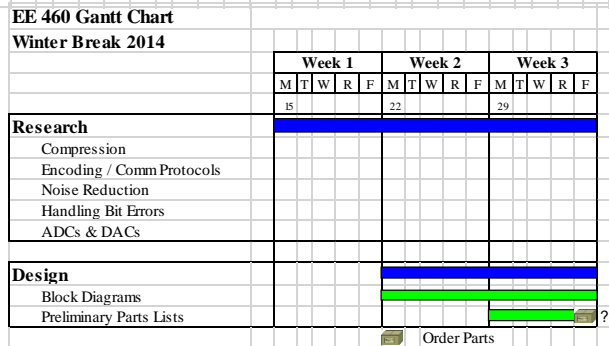 EE 460 Gantt Chart
Winter Break 2014
Week 1 Week 2 Week 3
M T W R F M T W R F M T W R F
15 22 29
Research
Compression
Encoding / Comm Protocols
Noise Reduction
Handling Bit Errors
ADCs & DACs
Design
Block Diagrams
Preliminary Parts Lists ?
Order Parts